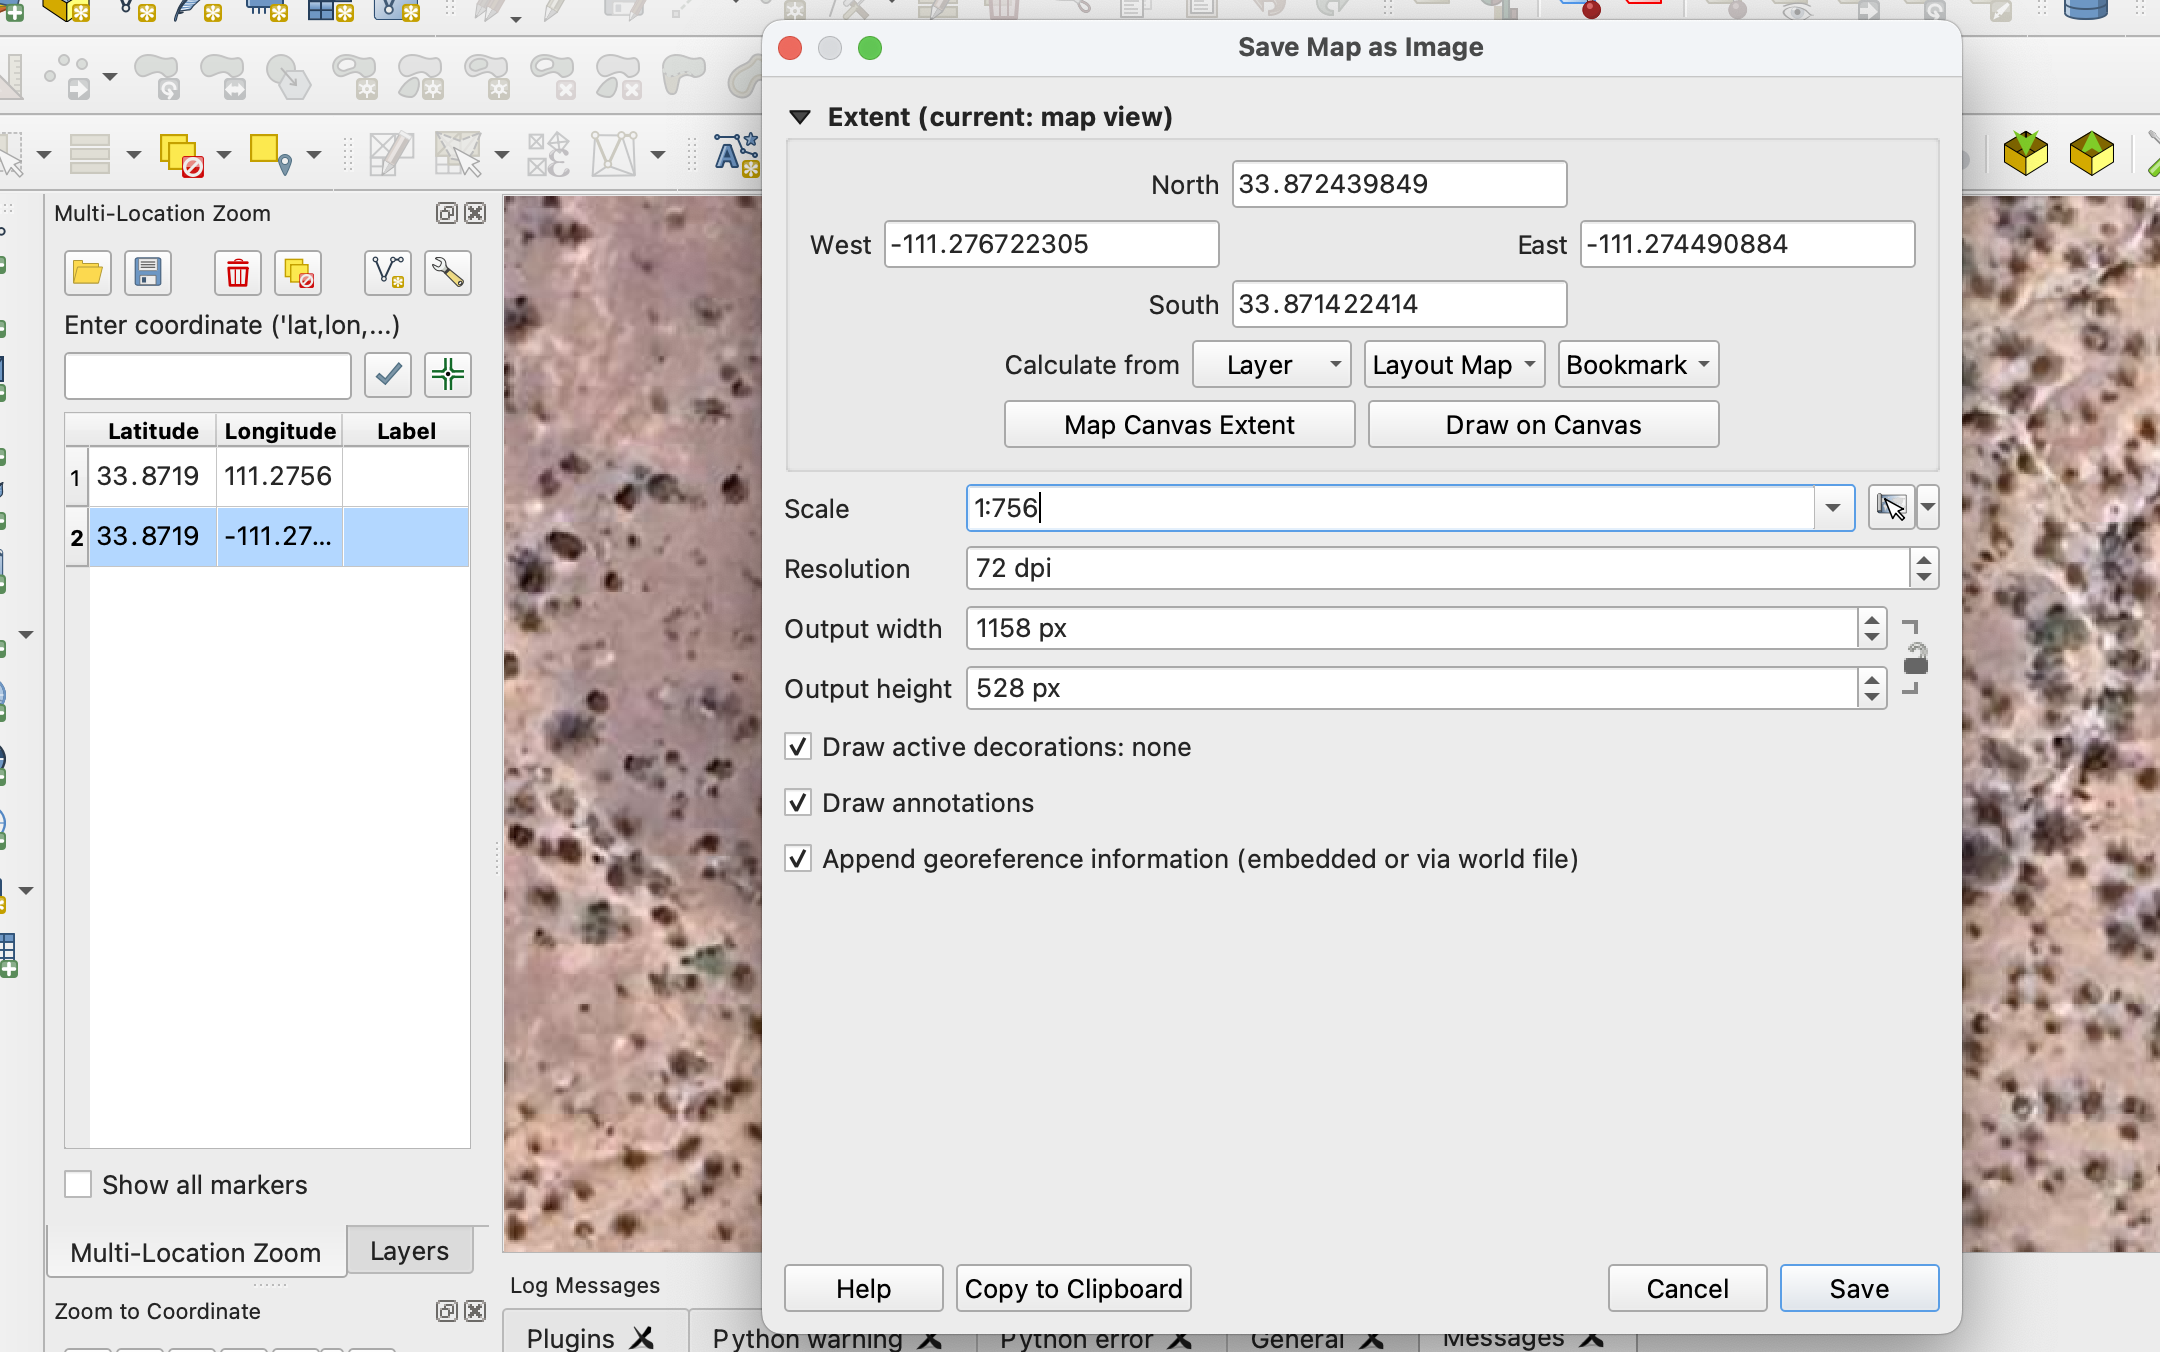 Save Map as Image
Extent (current: map view)
North 33.872439849
West -111.276722305 East -111.274490884
South 33.871422414
Calculate from Layer Layout Map Bookmark
Map Canvas Extent Draw on Canvas
Scale 1:756
Resolution 72 dpi
Output width 1158 px
Output height 528 px
Draw active decorations: none
Draw annotations
Append georeference information (embedded or via world file)
Help Copy to Clipboard Cancel Save
Multi-Location Zoom
Enter coordinate ('lat,lon,...)
Latitude Longitude Label
1 33.8719 111.2756
2 33.8719 -111.27...
Show all markers
Multi-Location Zoom Layers
Zoom to Coordinate
Log Messages
Plugins Python warning Python error General Messages